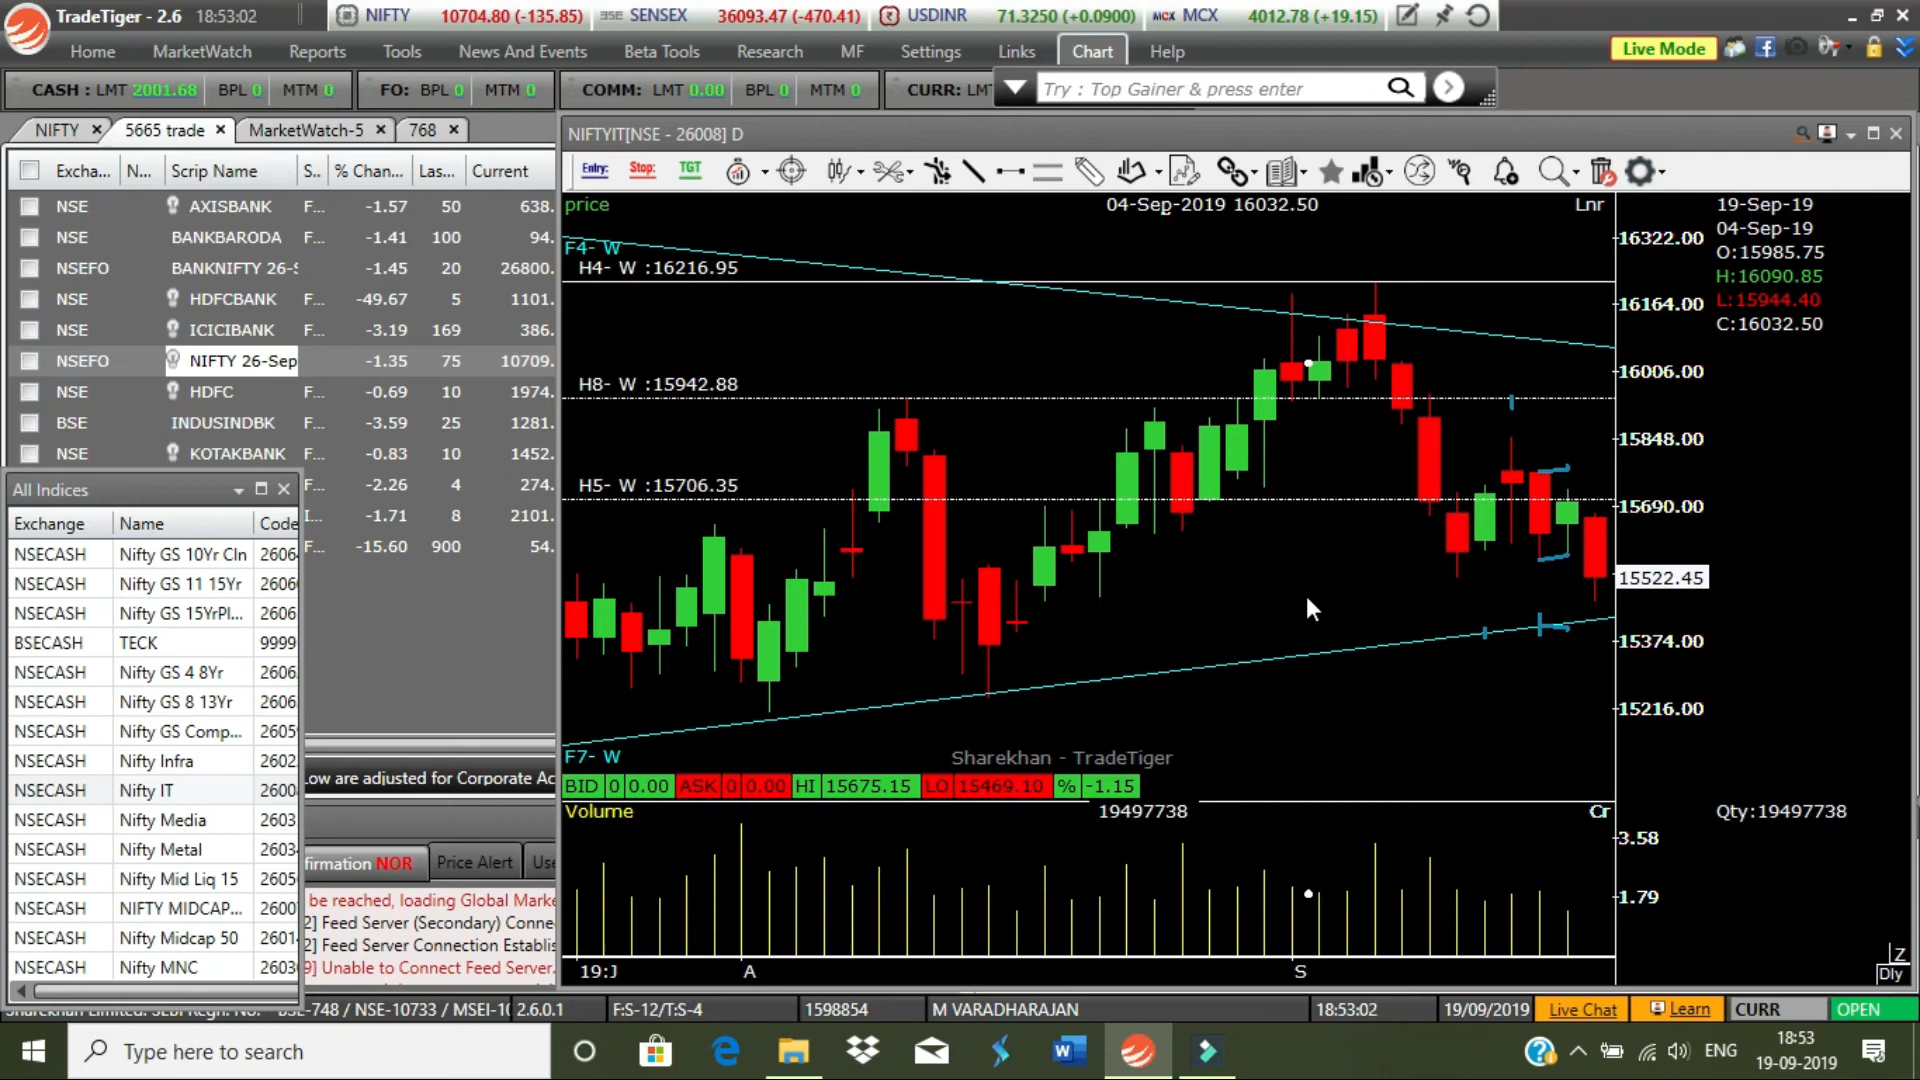 TradeTiger - 2.6 18:53:02
NIFTY 10704.80 (-135.85) SENSEX 36093.47 (-470.41) USDINR 71.3250 (+0.0900) MCX MCX 4012.78 (+19.15)
Home MarketWatch Reports Tools News And Events Beta Tools Research MF Settings Links Chart Help
Live Mode
CASH : LMT 2001.68 BPL 0 MTM 0 FO: BPL 0 MTM 0 COMM: LMT 0.00 BPL 0 MTM 0 CURR: LM
Try : Top Gainer & press enter
NIFTY 5665 trade MarketWatch-5 768
Excha... N... Scrip Name S.. % Chan... Las... Current
NSE AXISBANK F... -1.57 50 638.
NSE BANKBARODA F... -1.41 100 94.
NSEFO BANKNIFTY 26-S -1.45 20 26800.
NSE HDFCBANK F... -49.67 5 1101.
NSE ICICIBANK F... -3.19 169 386.
NSEFO NIFTY 26-Sep -1.35 75 10709.
NSE HDFC F... -0.69 10 1974.
BSE INDUSINDBK F... -3.59 25 1281.
NSE KOTAKBANK F... -0.83 10 1452.
F... -2.26 4 274.
I... -1.71 8 2101.
F... -15.60 900 54.
All Indices
Exchange Name Code
NSECASH Nifty GS 10Yr Cln 2606
NSECASH Nifty GS 11 15Yr 2606
NSECASH Nifty GS 15YrPl... 2606
BSECASH TECK 9999
NSECASH Nifty GS 4 8Yr 2606
NSECASH Nifty GS 8 13Yr 2606
NSECASH Nifty GS Comp... 2605
NSECASH Nifty Infra 2602
NSECASH Nifty IT 2600
NSECASH Nifty Media 2603
NSECASH Nifty Metal 2603
NSECASH Nifty Mid Liq 15 2605
NSECASH NIFTY MIDCAP... 2600
NSECASH Nifty Midcap 50 2601
NSECASH Nifty MNC 2603
Low are adjusted for Corporate Ac
firmation NOR Price Alert Use
be reached, loading Global Marke
2] Feed Server (Secondary) Conne
2] Feed Server Connection Establis
9] Unable to Connect Feed Server.
NIFTYIT[NSE - 26008] D
Entry: Stop: TGT
price 04-Sep-2019 16032.50 Lnr
F4- W
H4- W :16216.95
H8- W :15942.88
H5- W :15706.35
F7- W
Sharekhan - TradeTiger
BID 0 0.00 ASK 0 0.00 HI 15675.15 LO 15469.10 % -1.15
16322.00
16164.00
16006.00
15848.00
15690.00
15522.45
15374.00
15216.00
19-Sep-19
04-Sep-19
O:15985.75
H:16090.85
L:15944.40
C:16032.50
Volume 19497738 Cr
Qty:19497738
3.58
1.79
19:J A S
Z
Dly
Sharekhan Limited. SEBI Regn. No. BSE-748 / NSE-10733 / MSEI-10 2.6.0.1 F:S-12/T:S-4 1598854 M VARADHARAJAN 18:53:02 19/09/2019 Live Chat Learn CURR OPEN
Type here to search
ENG
18:53
19-09-2019